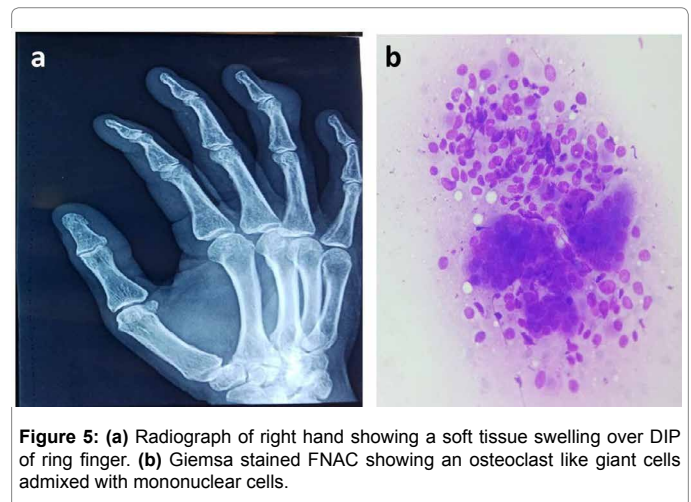 a
b
Figure 5: (a) Radiograph of right hand showing a soft tissue swelling over DIP
of ring finger. (b) Giemsa stained FNAC showing an osteoclast like giant cells
admixed with mononuclear cells.